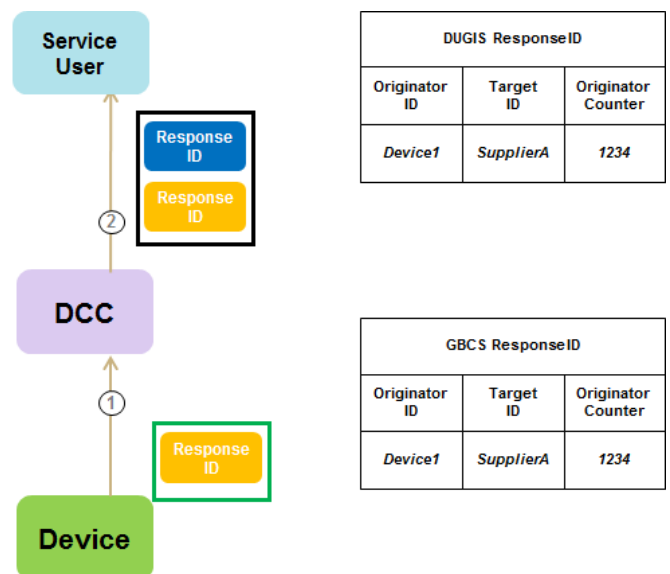 Service
User
Response
ID
Response
ID
2
DCC
1
Response
ID
Device
DUGIS ResponseID
Originator
ID
Target
ID
Originator
Counter
Device1
SupplierA
1234
GBCS ResponseID
Originator
ID
Target
ID
Originator
Counter
Device1
SupplierA
1234